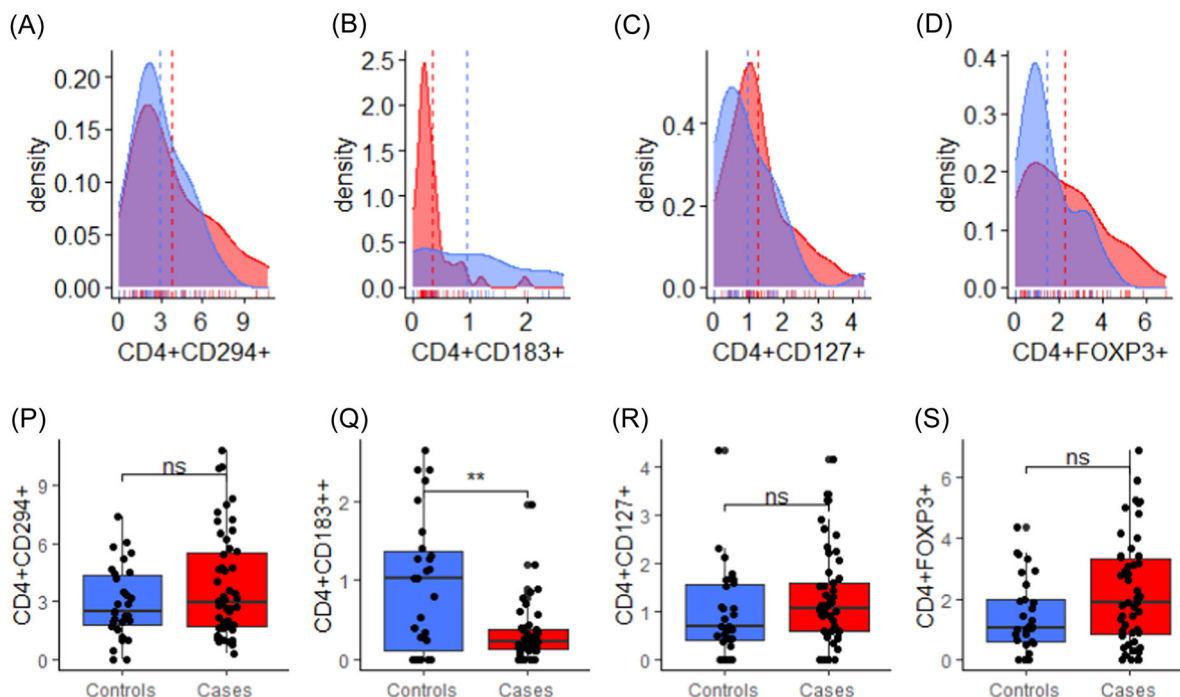 (A) (B) (C) (D)
density 0.20 0.15 0.10 0.05 0.00
0 3 6 9
CD4+CD294+
density 2.5 2.0 1.5 1.0 0.5 0.0
0 1 2
CD4+CD183+
density 0.4 0.2 0.0
0 1 2 3 4
CD4+CD127+
density 0.4 0.3 0.2 0.1 0.0
0 2 4 6
CD4+FOXP3+
(P) (Q) (R) (S)
CD4+CD294+ 9 6 3 0
ns
Controls Cases
CD4+CD183++ 2 1 0
**
Controls Cases
CD4+CD127+ 4 3 2 1 0
ns
Controls Cases
CD4+FOXP3+ 6 4 2 0
ns
Controls Cases